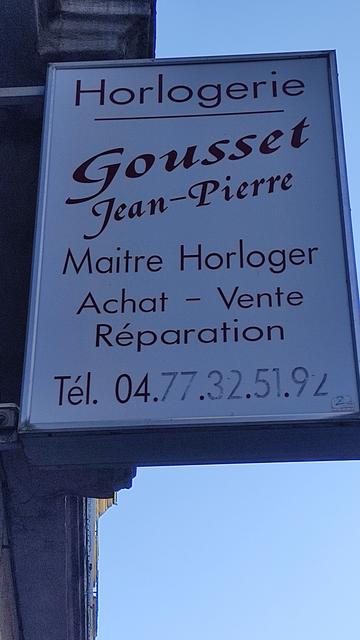 Horlogerie
Gousset
Jean-Pierre
Maitre Horloger
Achat - Vente
Réparation
Tél. 04.77.32.51.92